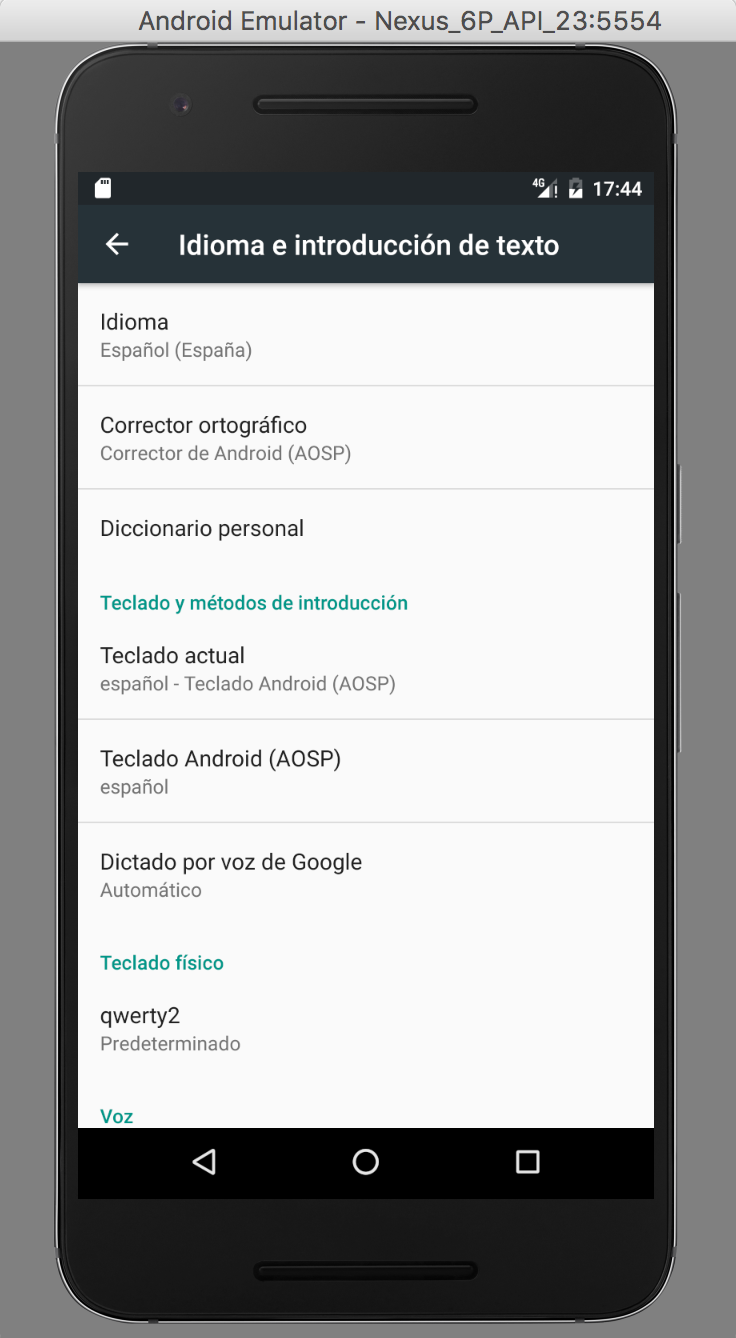 Android Emulator - Nexus_6P_API_23:5554
4G 17:44
Idioma e introducción de texto
Idioma
Español (España)
Corrector ortográfico
Corrector de Android (AOSP)
Diccionario personal
Teclado y métodos de introducción
Teclado actual
español - Teclado Android (AOSP)
Teclado Android (AOSP)
español
Dictado por voz de Google
Automático
Teclado físico
qwerty2
Predeterminado
Voz